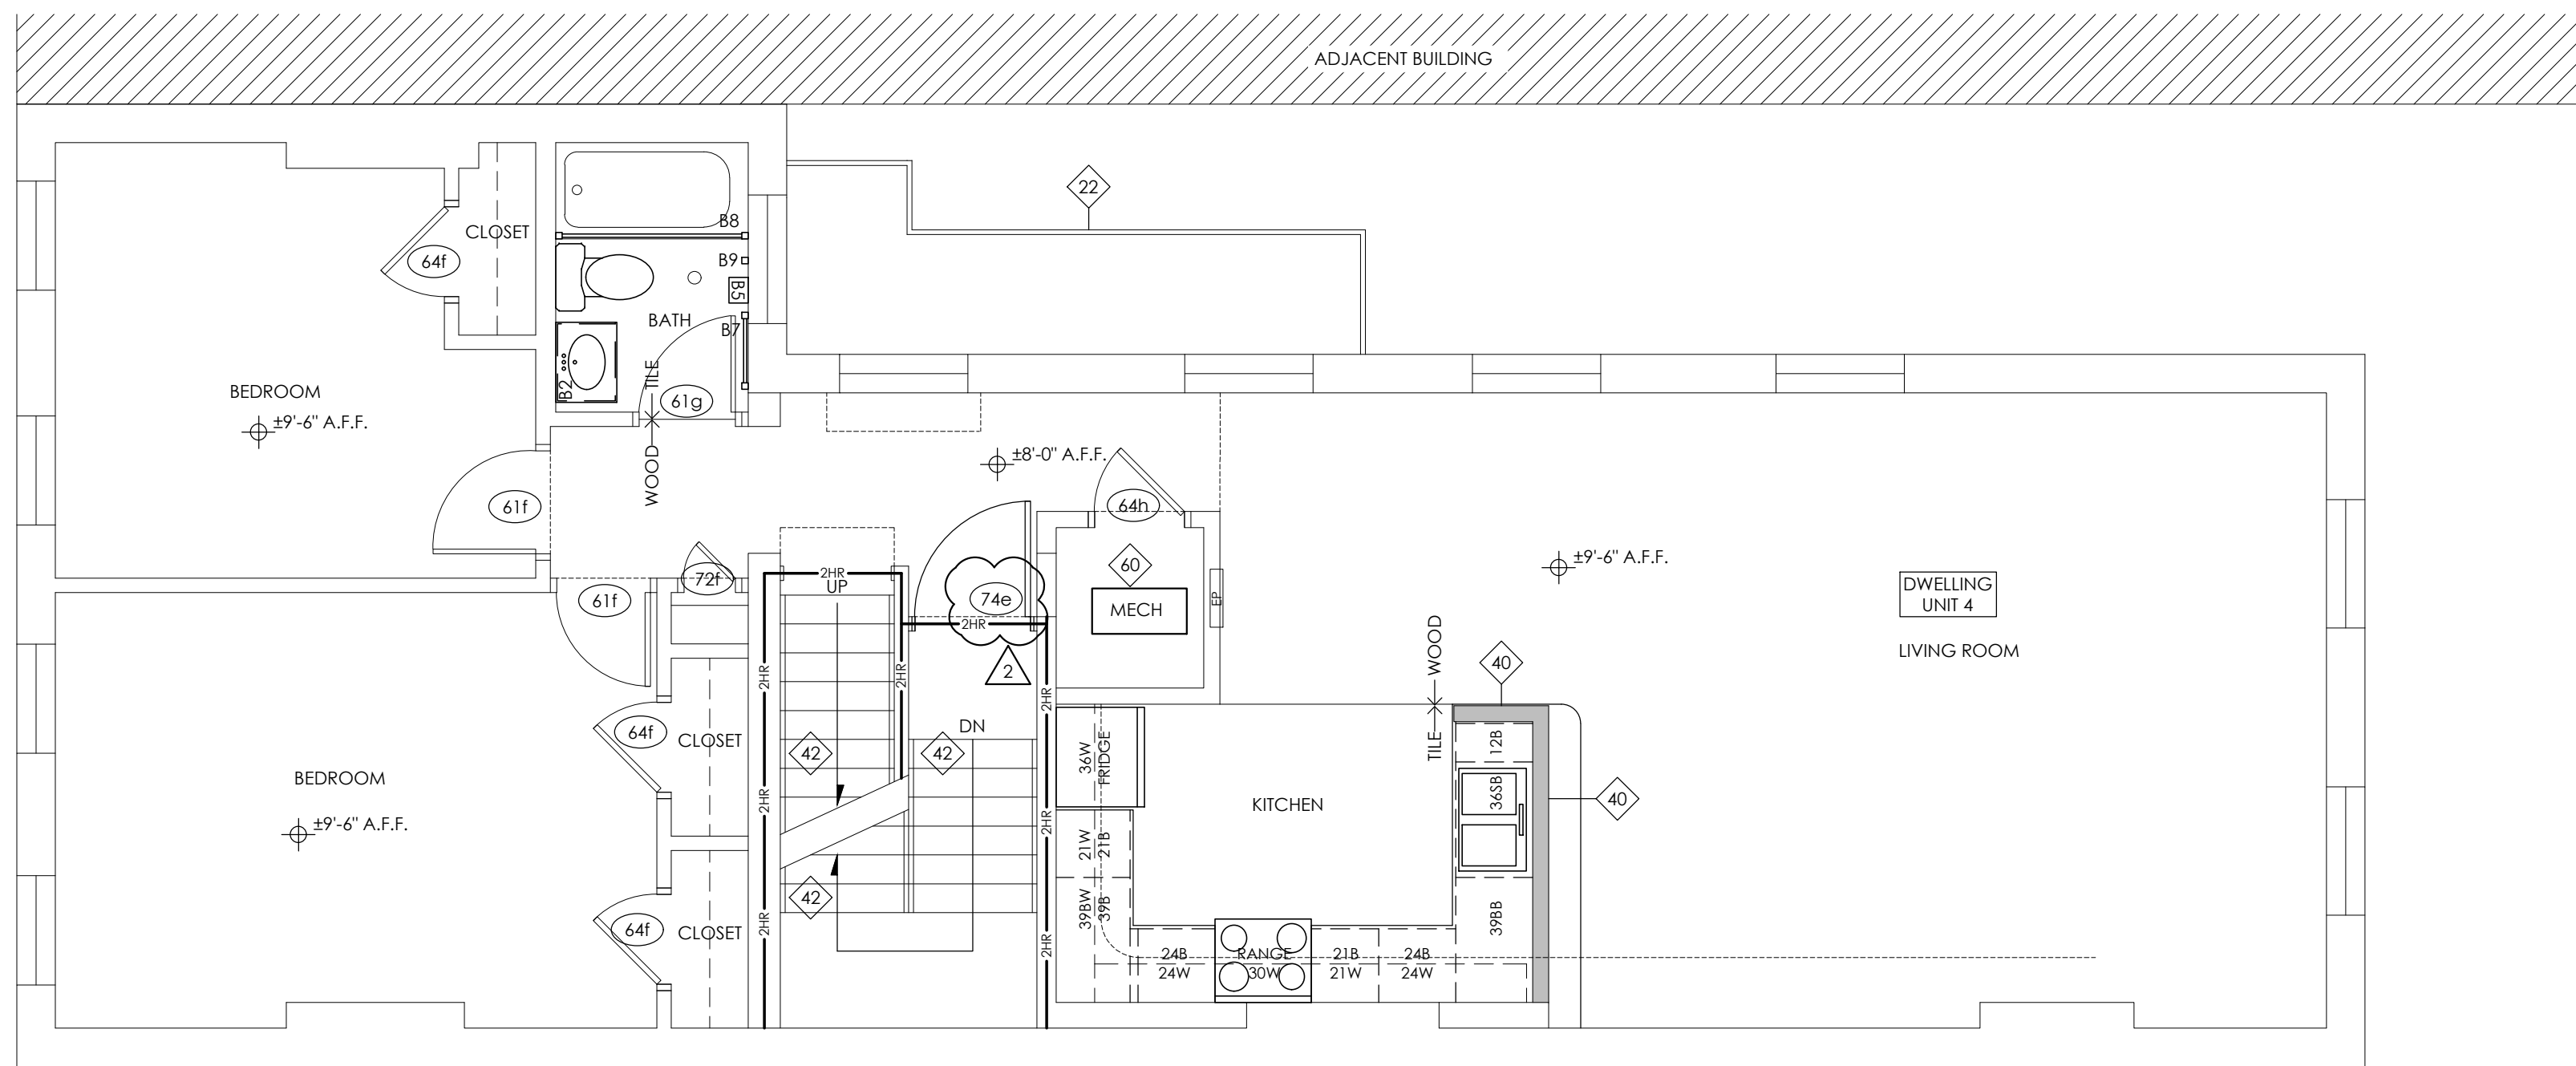 ADJACENT BUILDING
22
B8
CLOSET
64f
B9
B5
BATH
B7
TILE
B2
61g
BEDROOM
±9'-6" A.F.F.
WOOD
±8'-0" A.F.F.
61f
64h
60
MECH
EP
±9'-6" A.F.F.
DWELLING
UNIT 4
LIVING ROOM
72f
61f
2HR
UP
74e
2HR
2
2HR
2HR
2HR
WOOD
TILE
40
64f
CLOSET
42
DN
42
36W
FRIDGE
12B
BEDROOM
±9'-6" A.F.F.
2HR
2HR
KITCHEN
36SB
40
21W
21B
42
39BW
39B
39BB
64f
CLOSET
2HR
2HR
24B
24W
RANGE
30W
21B
21W
24B
24W